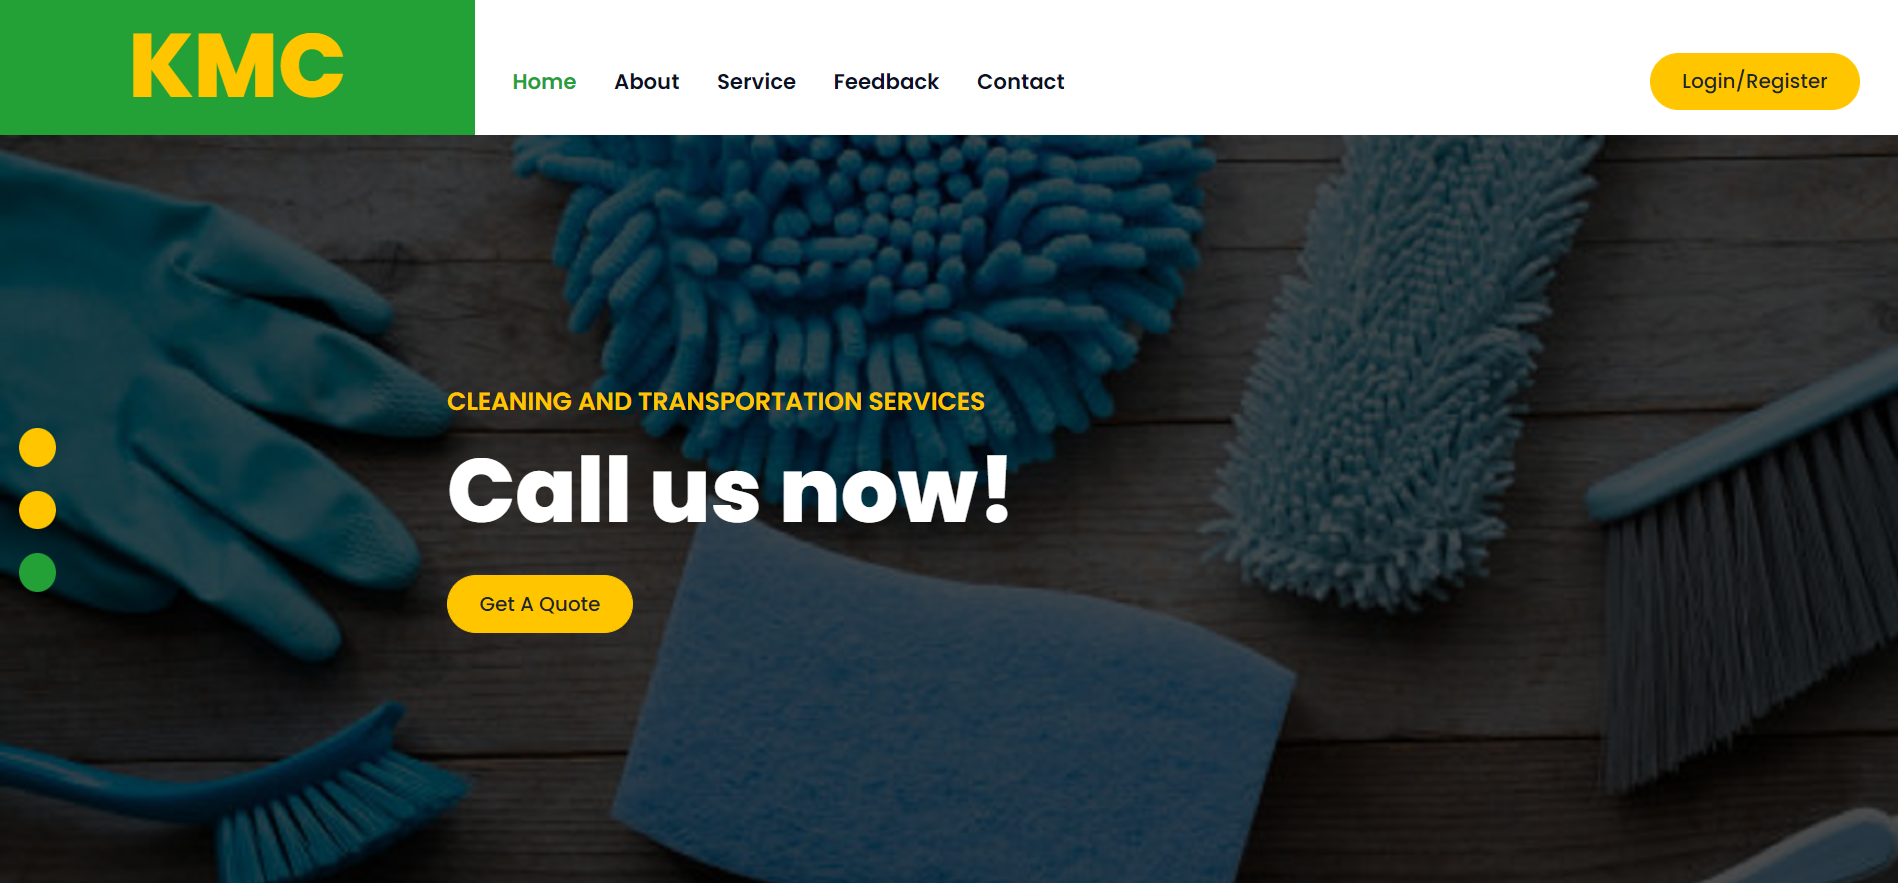 KMC
Home About Service Feedback Contact
Login/Register
CLEANING AND TRANSPORTATION SERVICES
Call us now!
Get A Quote